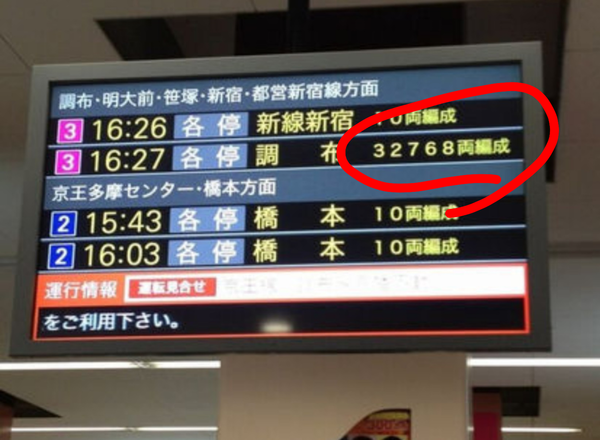 調布・明大前・笹塚・新宿・都営新宿線方面
3 16:26 各停 新線新宿 10両編成
3 16:27 各停 調布 32768両編成
京王多摩センター・橋本方面
2 15:43 各停 橋本 10両編成
2 16:03 各停 橋本 10両編成
運行情報 運転見合せ 京王線
をご利用下さい。